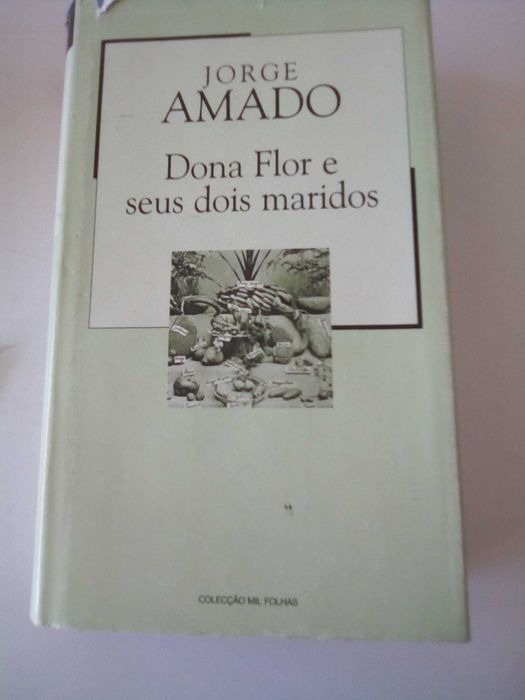 JORGE
AMADO
Dona Flor e
seus dois maridos
COLECÇÃO MIL FOLHAS